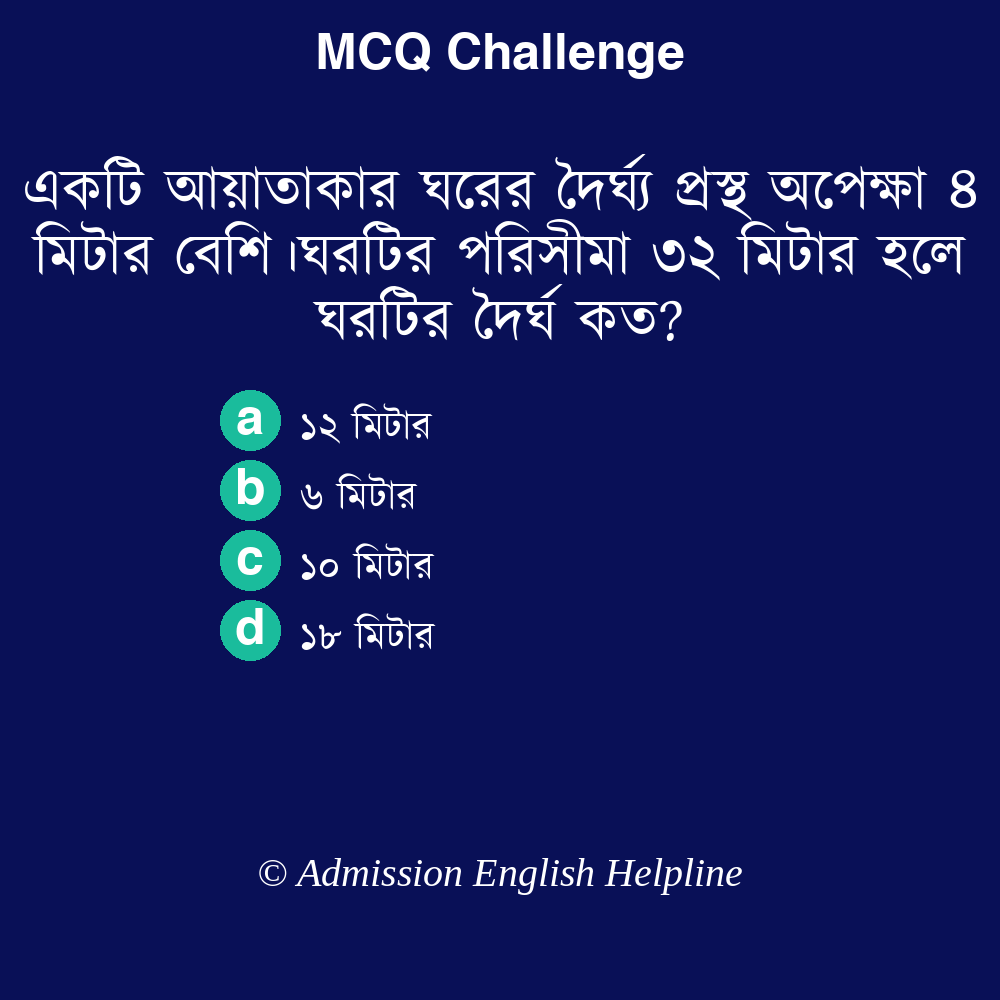 MCQ Challenge
একটি আয়াতাকার ঘরের দৈর্ঘ্য প্রস্থ অপেক্ষা ৪
মিটার বেশি।ঘরটির পরিসীমা ৩২ মিটার হলে
ঘরটির দৈর্ঘ কত?
a ১২ মিটার
b ৬ মিটার
c ১০ মিটার
d ১৮ মিটার
© Admission English Helpline